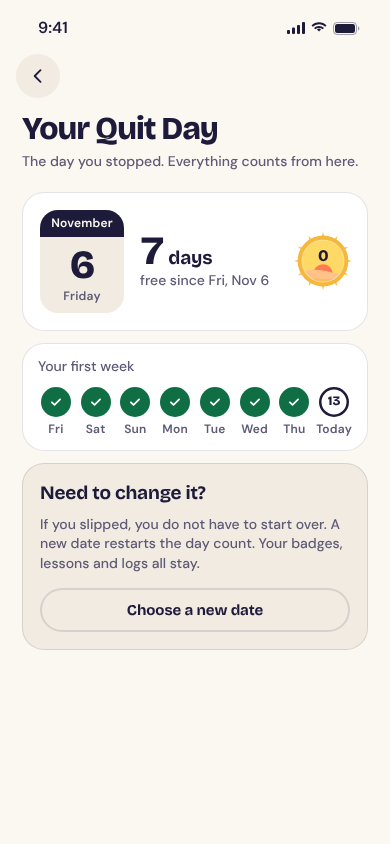 9:41
Your Quit Day
The day you stopped. Everything counts from here.
November
6
Friday
7 days
free since Fri, Nov 6
0
Your first week
13
Fri Sat Sun Mon Tue Wed Thu Today
Need to change it?
If you slipped, you do not have to start over. A
new date restarts the day count. Your badges,
lessons and logs all stay.
Choose a new date